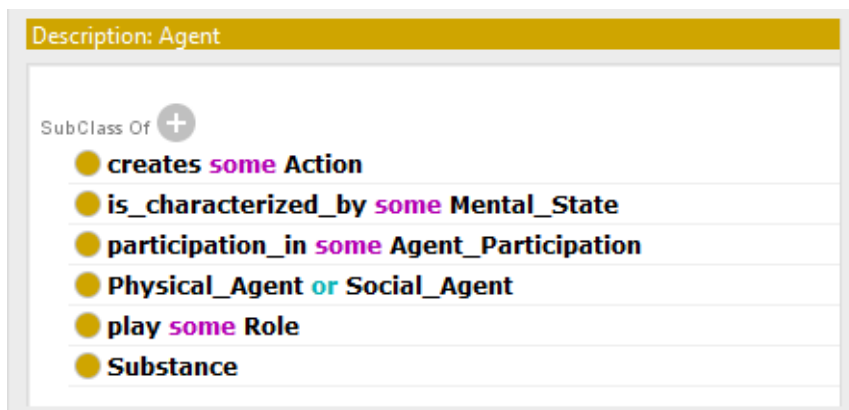 Description: Agent
SubClass Of +
creates some Action
is_characterized_by some Mental_State
participation_in some Agent_Participation
Physical_Agent or Social_Agent
play some Role
Substance